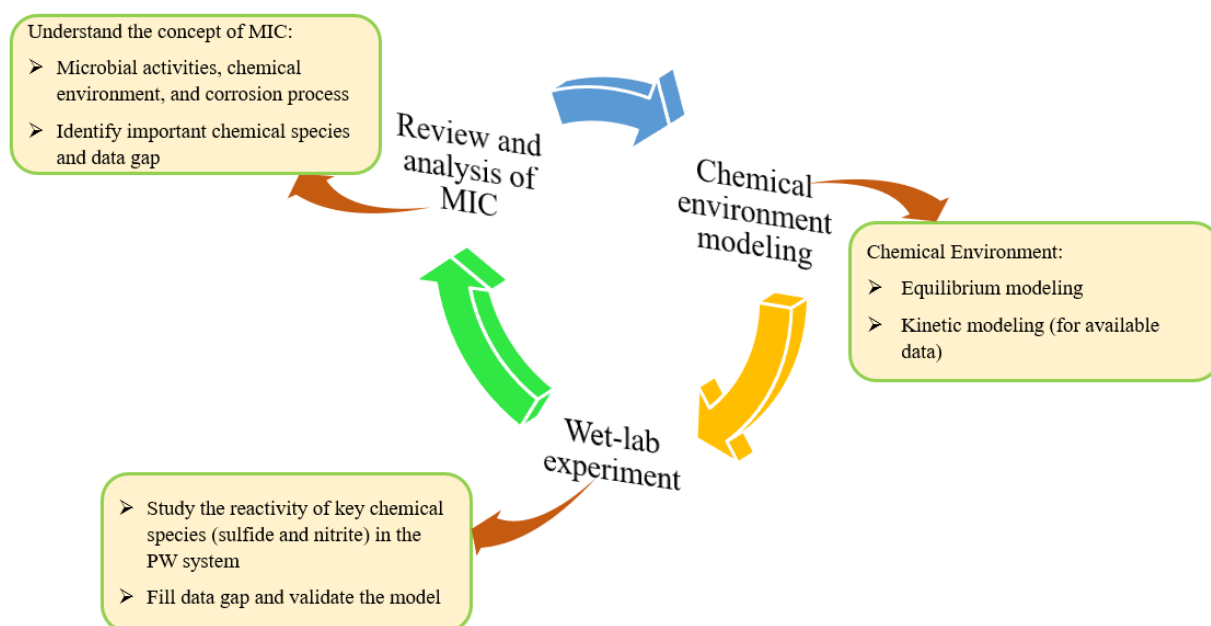 Understand the concept of MIC:
➢ Microbial activities, chemical
environment, and corrosion process
➢ Identify important chemical species
and data gap
Review and
analysis of
MIC
Chemical
environment
modeling
Chemical Environment:
➢ Equilibrium modeling
➢ Kinetic modeling (for available
data)
Wet-lab
experiment
➢ Study the reactivity of key chemical
species (sulfide and nitrite) in the
PW system
➢ Fill data gap and validate the model